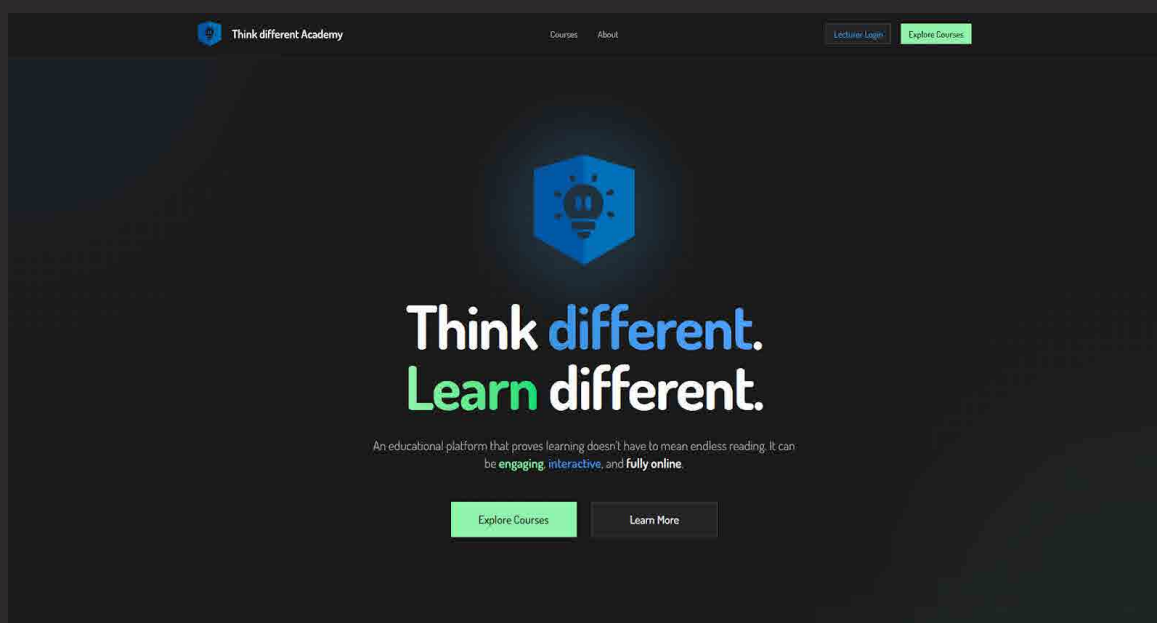 Think different Academy
Courses
About
Lecturer Login
Explore Courses
Think different.
Learn different.
An educational platform that proves learning doesn't have to mean endless reading. It can
be engaging, interactive, and fully online.
Explore Courses
Learn More